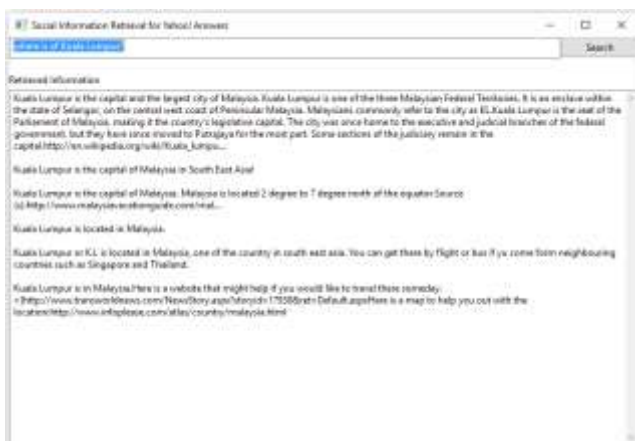 Social Information Retrieval for Yahoo! Answers
where is of Kuala Lumpur?
Search
Retrieved Information
Kuala Lumpur is the capital and the largest city of Malaysia. Kuala Lumpur is one of the three Malaysian Federal Territories. It is an enclave within
the state of Selangor, on the central west coast of Peninsular Malaysia. Malaysians commonly refer to the city as KL.Kuala Lumpur is the seat of the
Parliament of Malaysia, making it the country's legislative capital. The city was once home to the executive and judicial branches of the federal
government, but they have since moved to Putrajaya for the most part. Some sections of the judiciary remain in the
capital.http://en.wikipedia.org/wiki/Kuala_lumpu...
Kuala Lumpur is the capital of Malaysia in South East Asia!
Kuala Lumpur is the capital of Malaysia. Malaysia is located 2 degree to 7 degree north of the equator.Source
(s):http://www.malaysiavacationguide.com/mal...
Kuala Lumpur is located in Malaysia.
Kuala Lumpur or K.L is located in Malaysia, one of the country in south east asia. You can get there by flight or bus if yu come form neighbouring
countries such as Singapore and Thailand.
Kuala Lumpur is in Malaysia.Here is a website that might help if you would like to travel there someday.
Here is a map to help you out with the
location:http://www.infoplease.com/atlas/country/malaysia.html